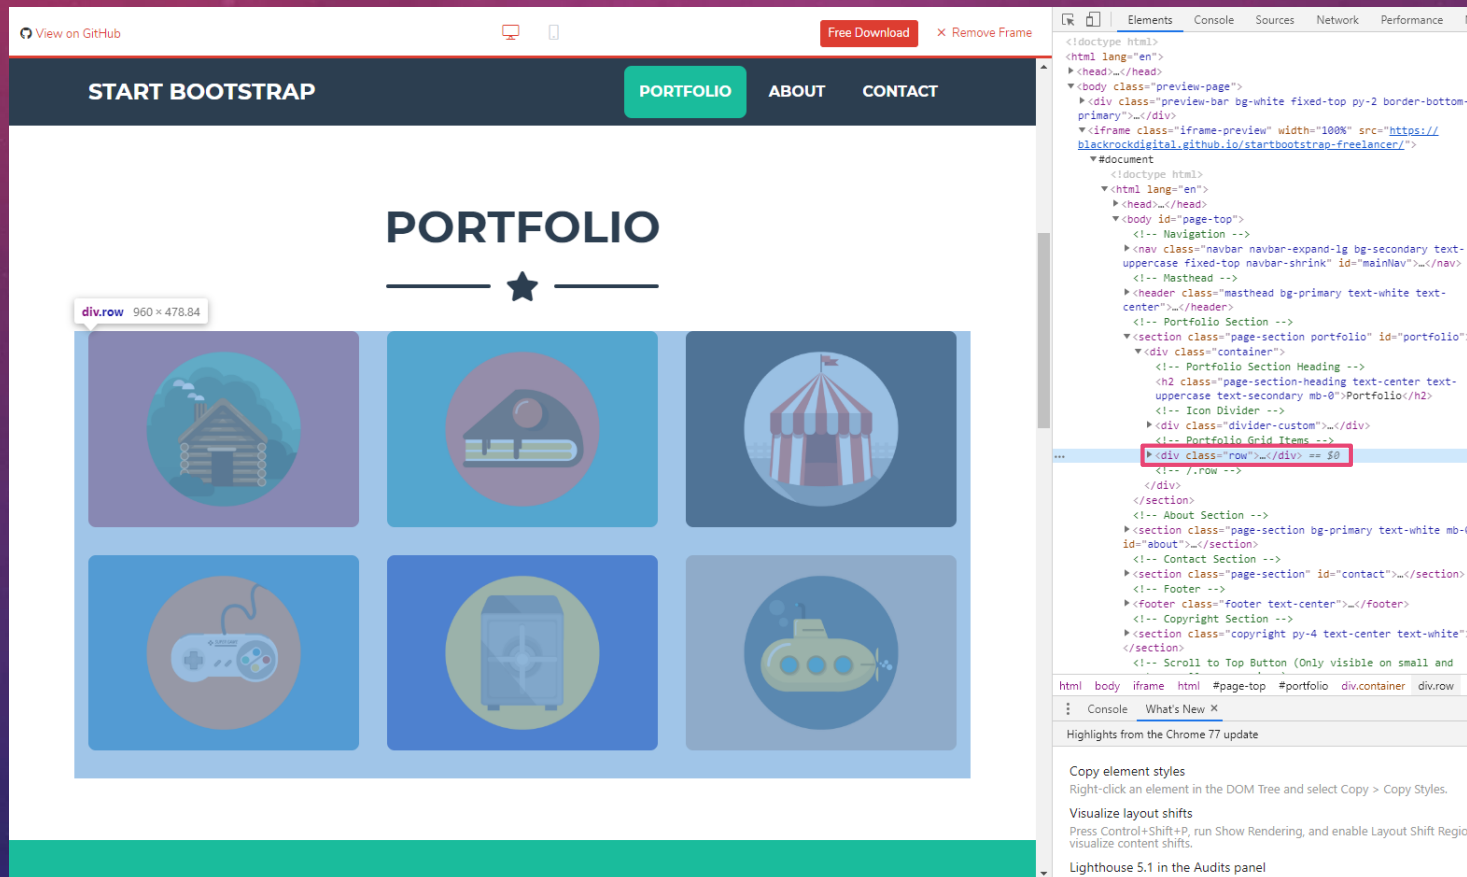 View on GitHub
Free Download
× Remove Frame
START BOOTSTRAP
PORTFOLIO
ABOUT
CONTACT
PORTFOLIO
div.row 960 × 478.84
Elements Console Sources Network Performance
<!doctype html>
<html lang="en">
▶<head>…</head>
▼<body class="preview-page">
▶<div class="preview-bar bg-white fixed-top py-2 border-bottom-
primary">…</div>
▼<iframe class="iframe-preview" width="100%" src="https://
blackrockdigital.github.io/startbootstrap-freelancer/">
▼#document
<!doctype html>
▼<html lang="en">
▶<head>…</head>
▼<body id="page-top">
<!-- Navigation -->
▶<nav class="navbar navbar-expand-lg bg-secondary text-
uppercase fixed-top navbar-shrink" id="mainNav">…</nav>
<!-- Masthead -->
▶<header class="masthead bg-primary text-white text-
center">…</header>
<!-- Portfolio Section -->
▼<section class="page-section portfolio" id="portfolio"
▼<div class="container">
<!-- Portfolio Section Heading -->
<h2 class="page-section-heading text-center text-
uppercase text-secondary mb-0">Portfolio</h2>
<!-- Icon Divider -->
▶<div class="divider-custom">…</div>
<!-- Portfolio Grid Items -->
… ▶<div class="row">…</div> == $0
<!-- /.row -->
</div>
</section>
<!-- About Section -->
▶<section class="page-section bg-primary text-white mb-
id="about">…</section>
<!-- Contact Section -->
▶<section class="page-section" id="contact">…</section>
<!-- Footer -->
▶<footer class="footer text-center">…</footer>
<!-- Copyright Section -->
▶<section class="copyright py-4 text-center text-white"
</section>
<!-- Scroll to Top Button (Only visible on small and
html body iframe html #page-top #portfolio div.container div.row
Console What's New ×
Highlights from the Chrome 77 update
Copy element styles
Right-click an element in the DOM Tree and select Copy > Copy Styles.
Visualize layout shifts
Press Control+Shift+P, run Show Rendering, and enable Layout Shift Regio
visualize content shifts.
Lighthouse 5.1 in the Audits panel